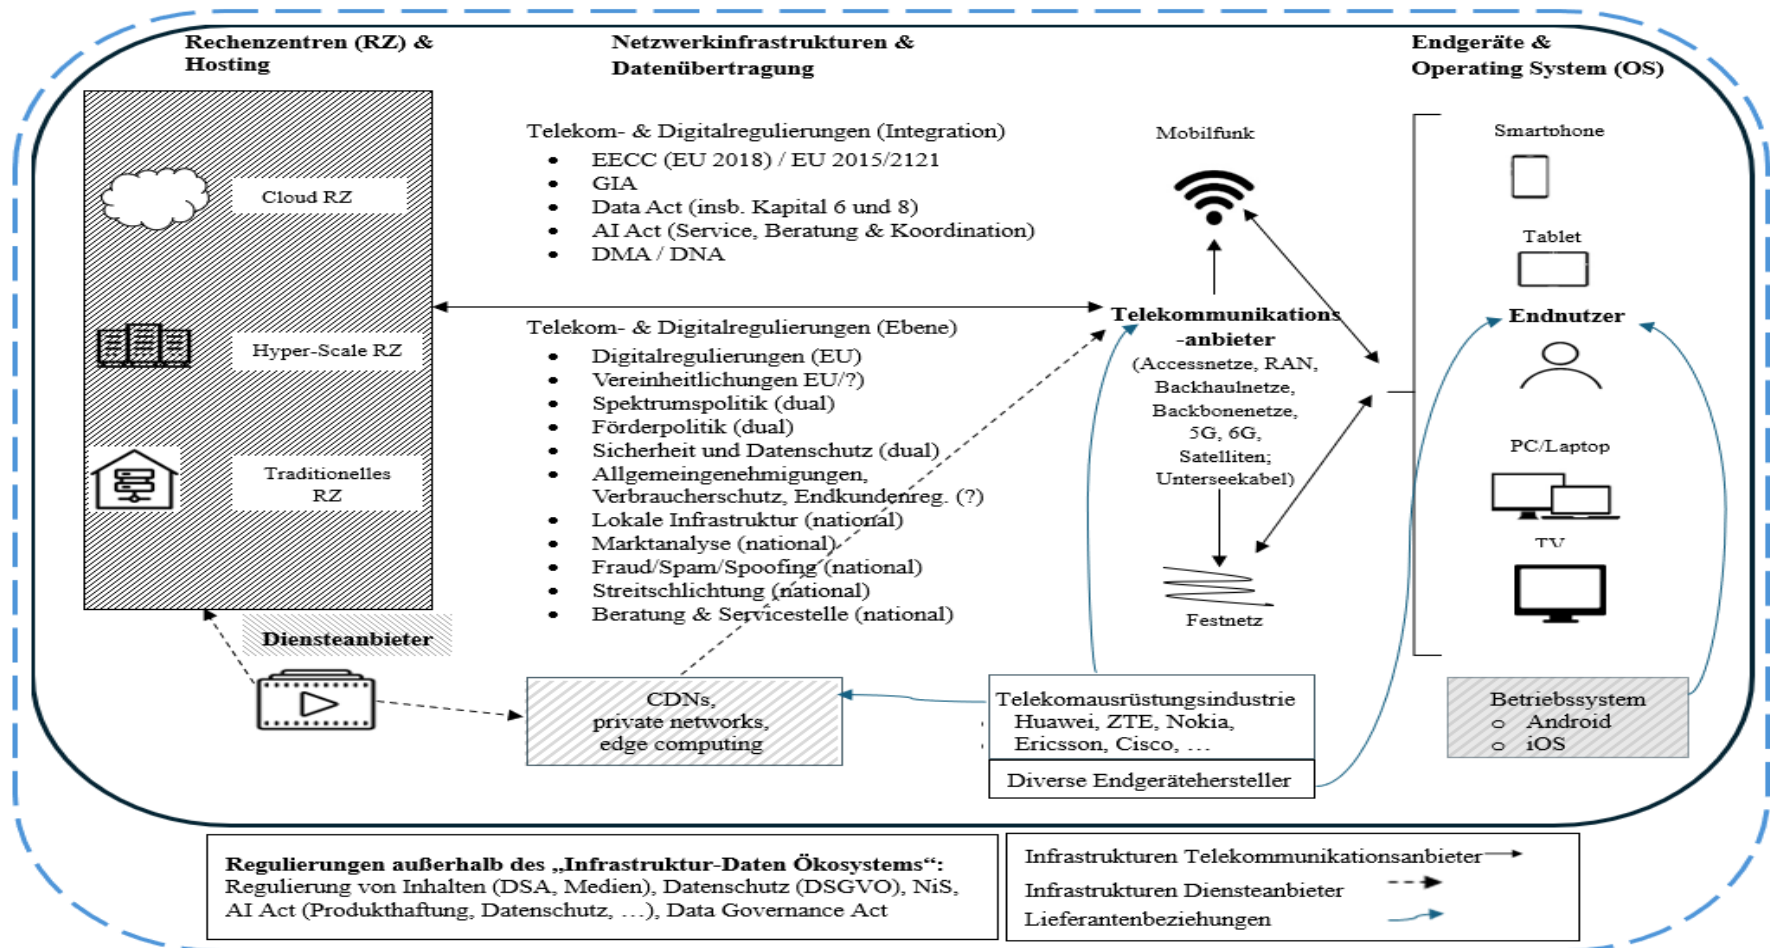 Rechenzentren (RZ) &
Hosting
Netzwerkinfrastrukturen &
Datenübertragung
Endgeräte &
Operating System (OS)
Cloud RZ
Hyper-Scale RZ
Traditionelles
RZ
Diensteanbieter
Telekom- & Digitalregulierungen (Integration)
• EECC (EU 2018) / EU 2015/2121
• GIA
• Data Act (insb. Kapital 6 und 8)
• AI Act (Service, Beratung & Koordination)
• DMA / DNA
Telekom- & Digitalregulierungen (Ebene)
• Digitalregulierungen (EU)
• Vereinheitlichungen EU/?)
• Spektrumspolitik (dual)
• Förderpolitik (dual)
• Sicherheit und Datenschutz (dual)
• Allgemeingenehmigungen,
Verbraucherschutz, Endkundenreg. (?)
• Lokale Infrastruktur (national)
• Marktanalyse (national)
• Fraud/Spam/Spoofing (national)
• Streitschlichtung (national)
• Beratung & Servicestelle (national)
CDNs,
private networks,
edge computing
Mobilfunk
Telekommunikations
-anbieter
(Accessnetze, RAN,
Backhaulnetze,
Backbonenetze,
5G, 6G,
Satelliten;
Unterseekabel)
Festnetz
Telekomausrüstungsindustrie
Huawei, ZTE, Nokia,
Ericsson, Cisco, …
Diverse Endgerätehersteller
Smartphone
Tablet
Endnutzer
PC/Laptop
TV
Betriebssystem
o Android
o iOS
Regulierungen außerhalb des „Infrastruktur-Daten Ökosystems“:
Regulierung von Inhalten (DSA, Medien), Datenschutz (DSGVO), NiS,
AI Act (Produkthaftung, Datenschutz, …), Data Governance Act
Infrastrukturen Telekommunikationsanbieter
Infrastrukturen Diensteanbieter
Lieferantenbeziehungen